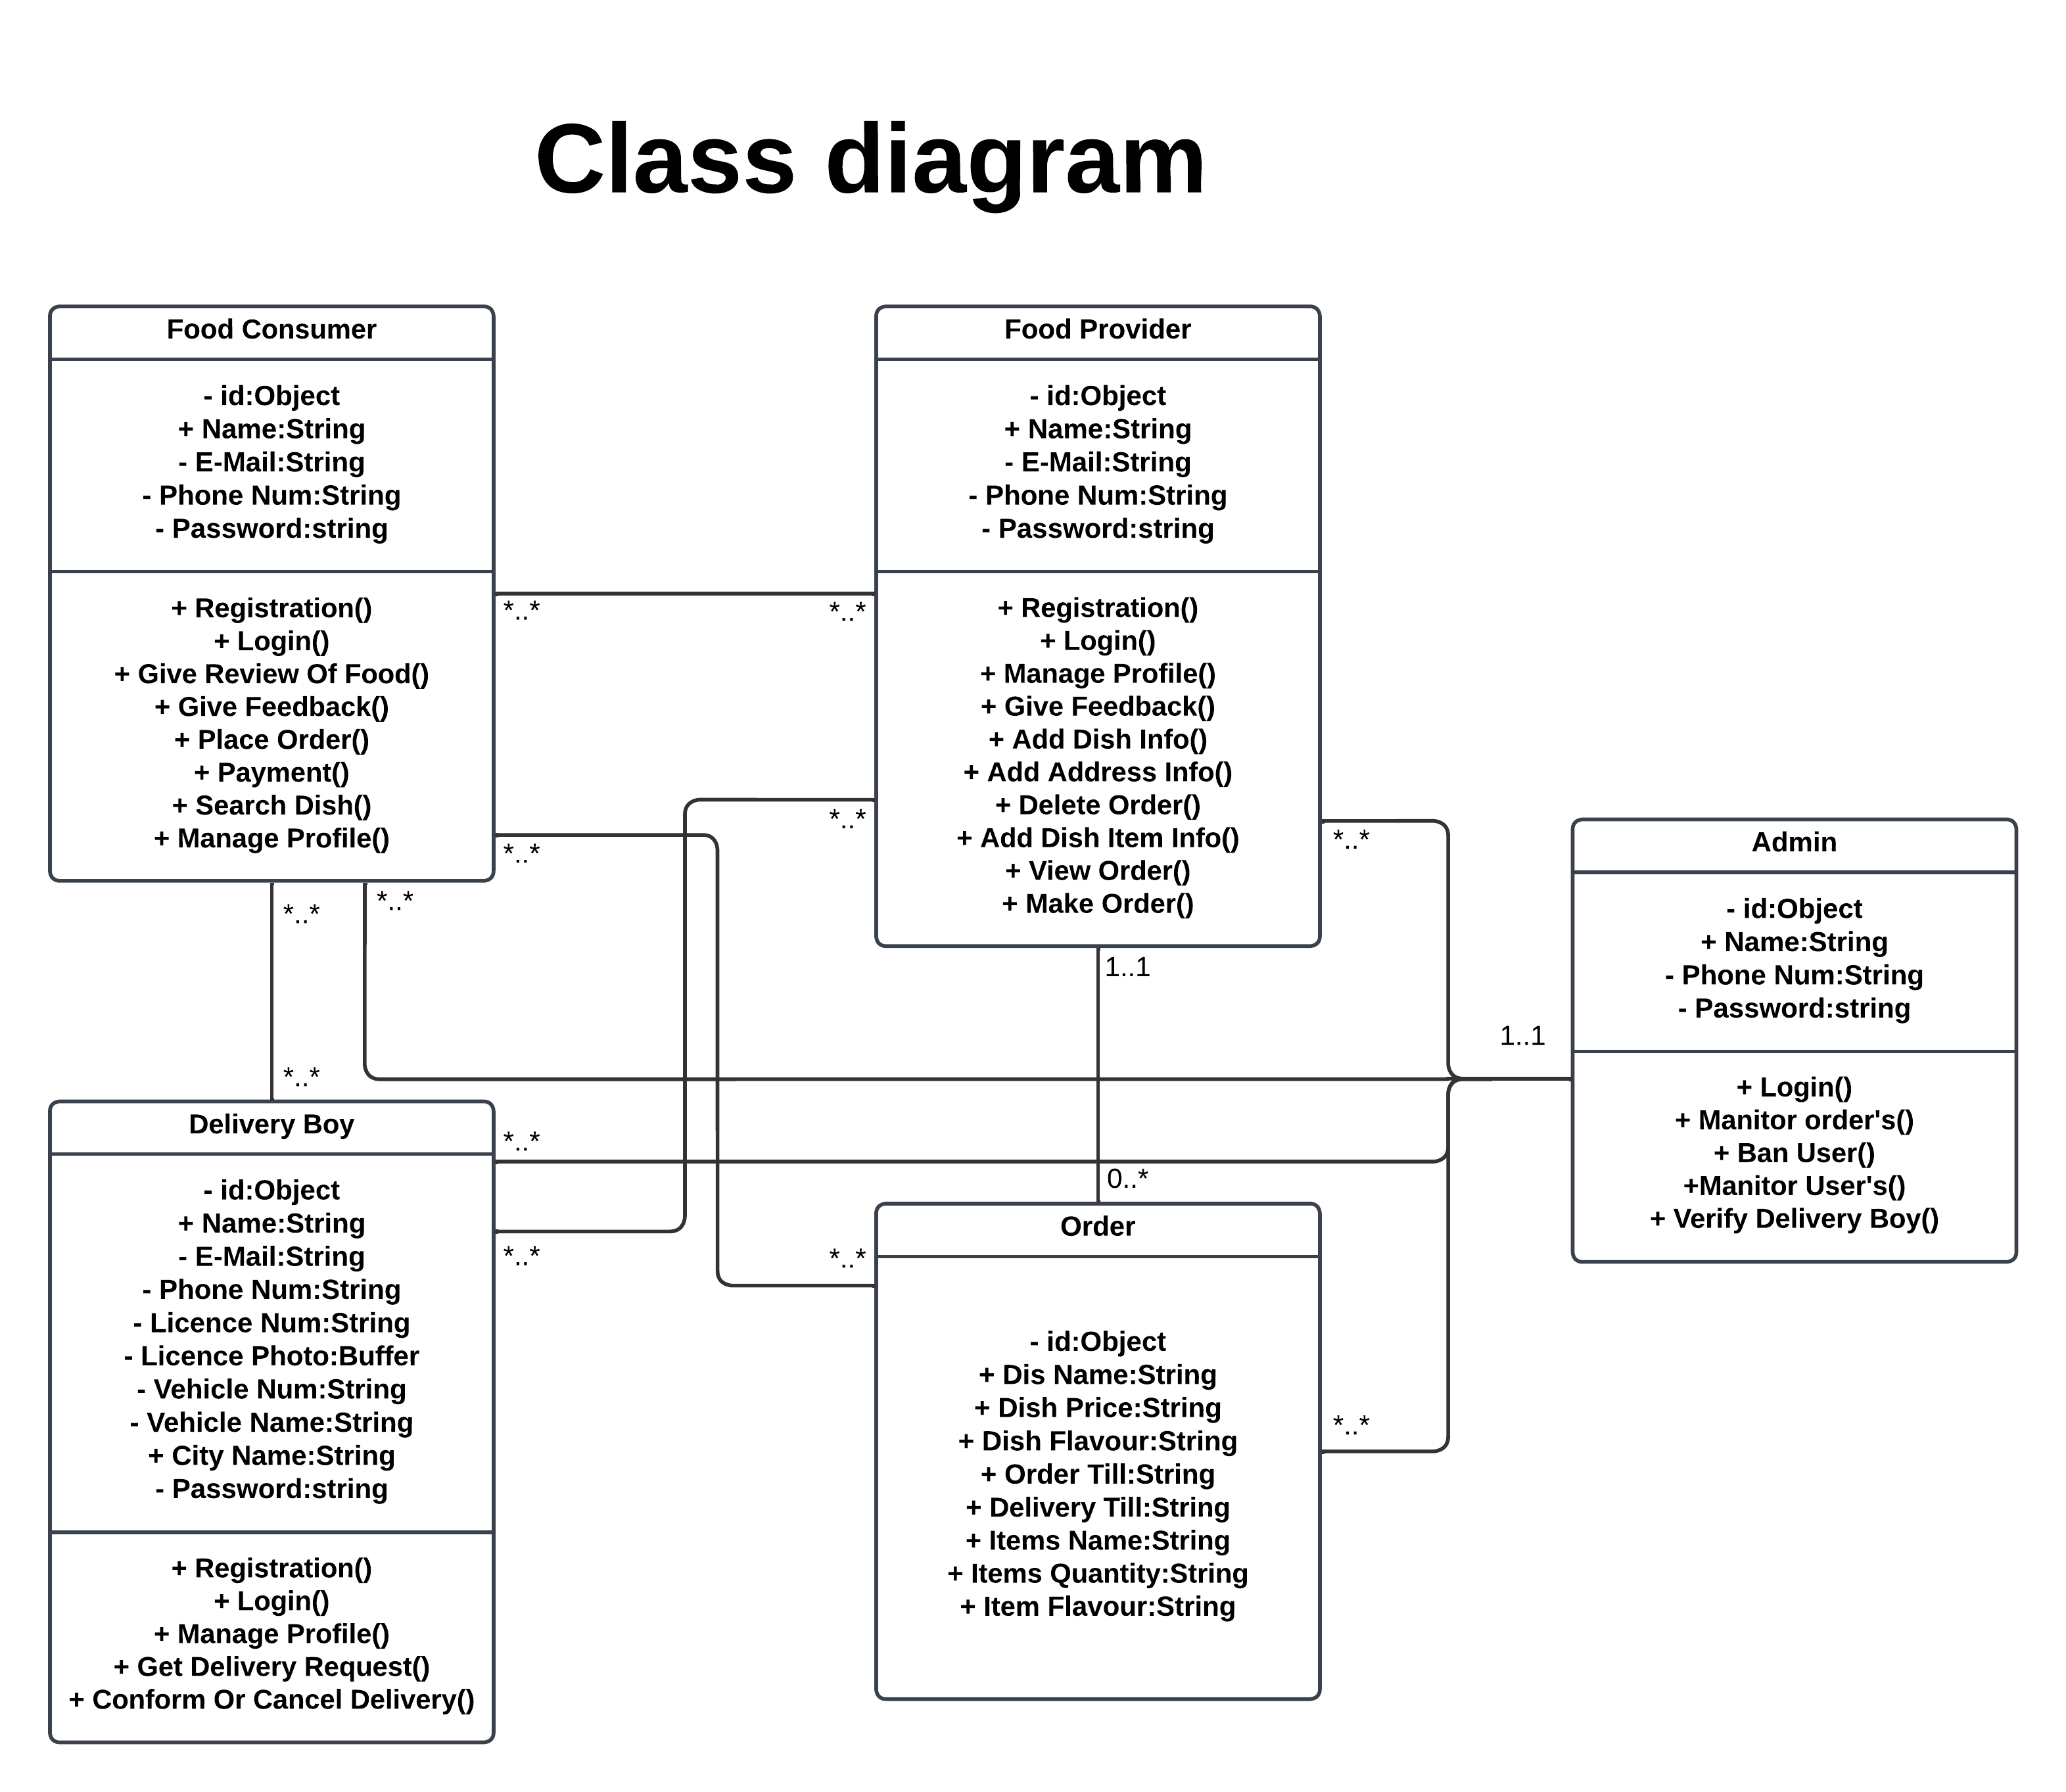 Class diagram
Food Consumer
- id:Object
+ Name:String
- E-Mail:String
- Phone Num:String
- Password:string
+ Registration()
+ Login()
+ Give Review Of Food()
+ Give Feedback()
+ Place Order()
+ Payment()
+ Search Dish()
+ Manage Profile()
*..*
*..*
*..*
*..*
Food Provider
- id:Object
+ Name:String
- E-Mail:String
- Phone Num:String
- Password:string
+ Registration()
+ Login()
+ Manage Profile()
+ Give Feedback()
+ Add Dish Info()
+ Add Address Info()
+ Delete Order()
+ Add Dish Item Info()
+ View Order()
+ Make Order()
*..*
*..*
*..*
1..1
Admin
- id:Object
+ Name:String
- Phone Num:String
- Password:string
+ Login()
+ Manitor order's()
+ Ban User()
+Manitor User's()
+ Verify Delivery Boy()
1..1
*..*
Delivery Boy
- id:Object
+ Name:String
- E-Mail:String
- Phone Num:String
- Licence Num:String
- Licence Photo:Buffer
- Vehicle Num:String
- Vehicle Name:String
+ City Name:String
- Password:string
+ Registration()
+ Login()
+ Manage Profile()
+ Get Delivery Request()
+ Conform Or Cancel Delivery()
*..*
*..*
0..*
*..*
Order
- id:Object
+ Dis Name:String
+ Dish Price:String
+ Dish Flavour:String
+ Order Till:String
+ Delivery Till:String
+ Items Name:String
+ Items Quantity:String
+ Item Flavour:String
*..*